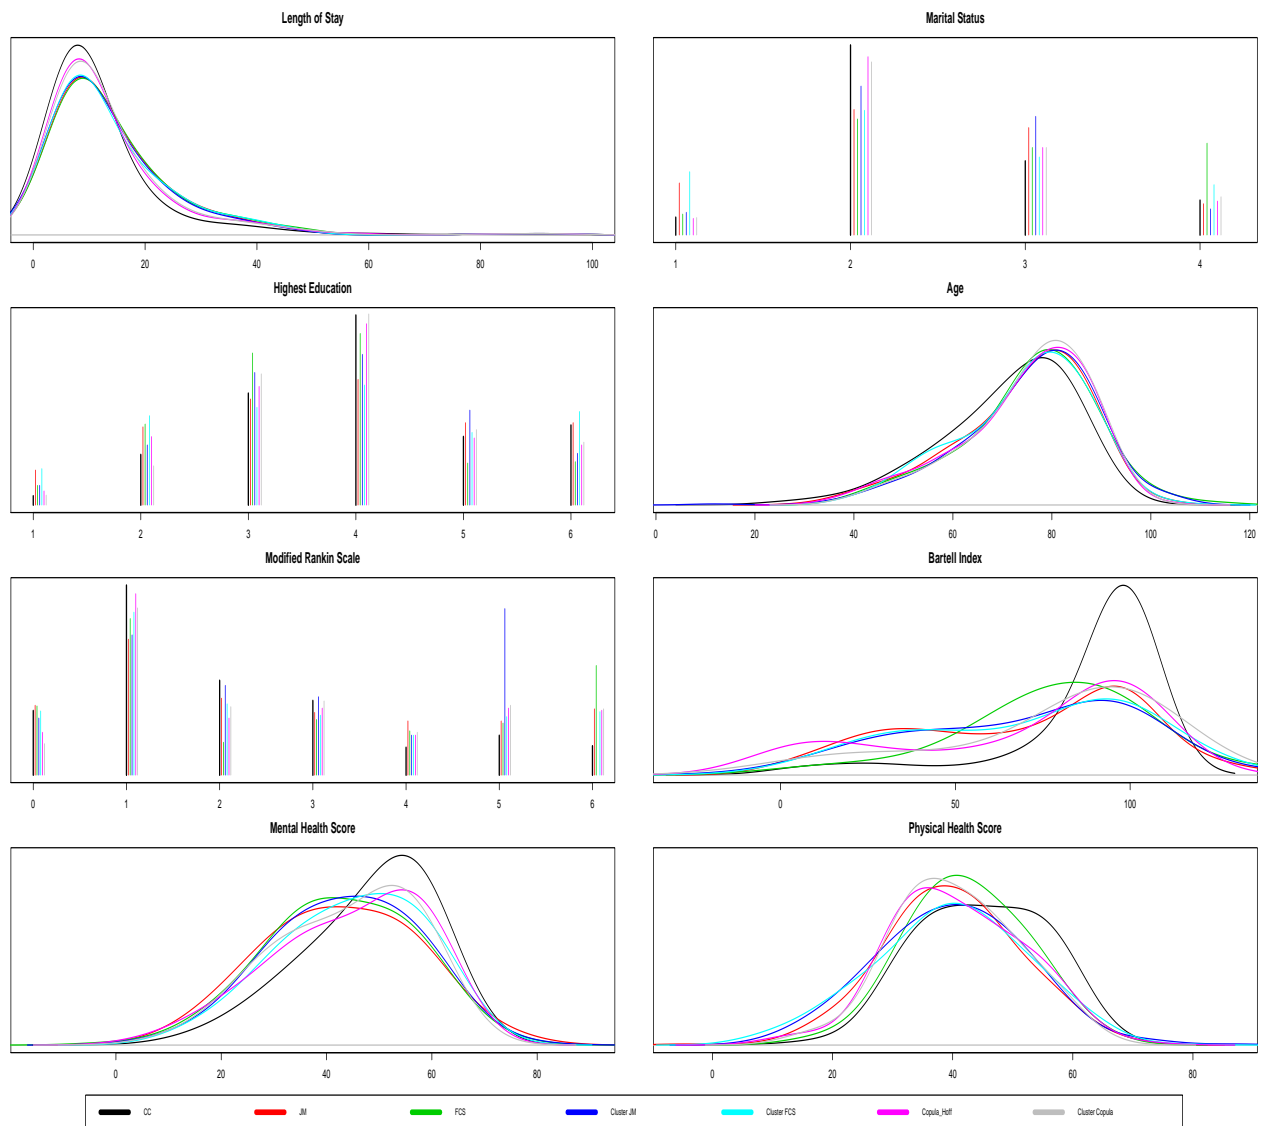 Length of Stay
0 20 40 60 80 100
Marital Status
1 2 3 4
Highest Education
1 2 3 4 5 6
Age
0 20 40 60 80 100 120
Modified Rankin Scale
0 1 2 3 4 5 6
Bartell Index
0 50 100
Mental Health Score
0 20 40 60 80
Physical Health Score
0 20 40 60 80
CC JM FCS Cluster JM Cluster FCS Copula_Hoff Cluster Copula